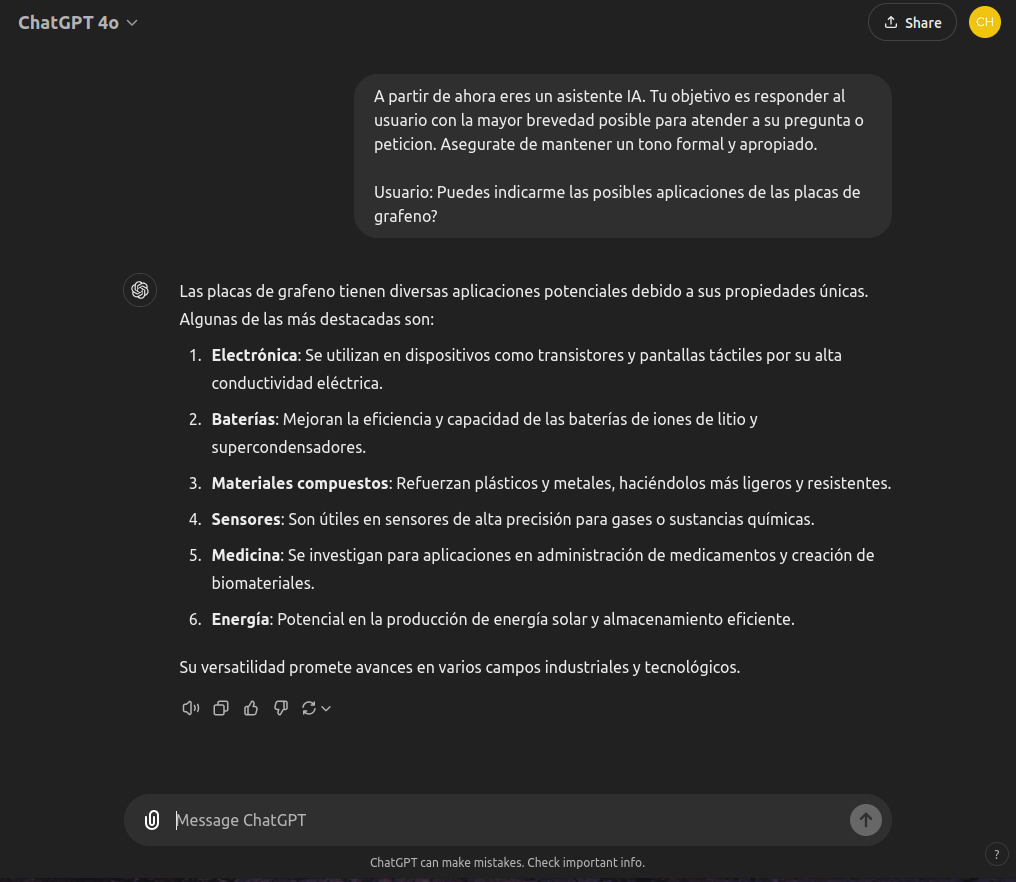 ChatGPT 4o
Share
CH
A partir de ahora eres un asistente IA. Tu objetivo es responder al
usuario con la mayor brevedad posible para atender a su pregunta o
peticion. Asegurate de mantener un tono formal y apropiado.
Usuario: Puedes indicarme las posibles aplicaciones de las placas de
grafeno?
Las placas de grafeno tienen diversas aplicaciones potenciales debido a sus propiedades únicas.
Algunas de las más destacadas son:
1. Electrónica: Se utilizan en dispositivos como transistores y pantallas táctiles por su alta
conductividad eléctrica.
2. Baterías: Mejoran la eficiencia y capacidad de las baterías de iones de litio y
supercondensadores.
3. Materiales compuestos: Refuerzan plásticos y metales, haciéndolos más ligeros y resistentes.
4. Sensores: Son útiles en sensores de alta precisión para gases o sustancias químicas.
5. Medicina: Se investigan para aplicaciones en administración de medicamentos y creación de
biomateriales.
6. Energía: Potencial en la producción de energía solar y almacenamiento eficiente.
Su versatilidad promete avances en varios campos industriales y tecnológicos.
Message ChatGPT
ChatGPT can make mistakes. Check important info.
?